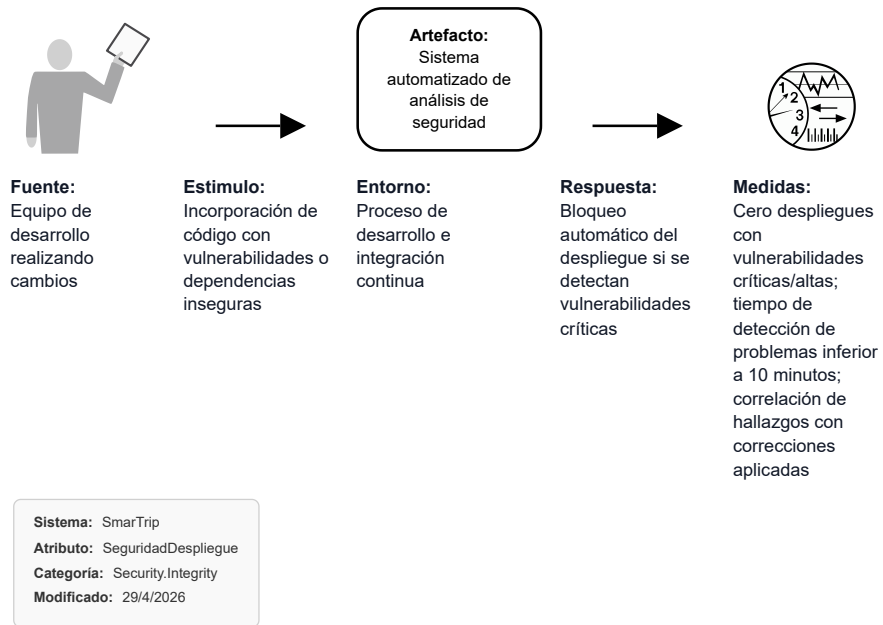 Artefacto:
Sistema
automatizado de
análisis de
seguridad
1
2
3
4
Fuente:
Equipo de
desarrollo
realizando
cambios
Estimulo:
Incorporación de
código con
vulnerabilidades o
dependencias
inseguras
Entorno:
Proceso de
desarrollo e
integración
continua
Respuesta:
Bloqueo
automático del
despliegue si se
detectan
vulnerabilidades
críticas
Medidas:
Cero despliegues
con
vulnerabilidades
críticas/altas;
tiempo de
detección de
problemas inferior
a 10 minutos;
correlación de
hallazgos con
correcciones
aplicadas
Sistema: SmarTrip
Atributo: SeguridadDespliegue
Categoría: Security.Integrity
Modificado: 29/4/2026